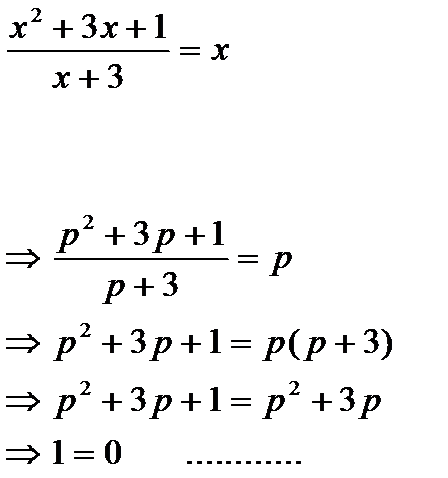 x² + 3x + 1
x + 3
= x
⇒ p² + 3p + 1
p + 3
= p
⇒ p² + 3p + 1 = p(p + 3)
⇒ p² + 3p + 1 = p² + 3p
⇒ 1 = 0 ............